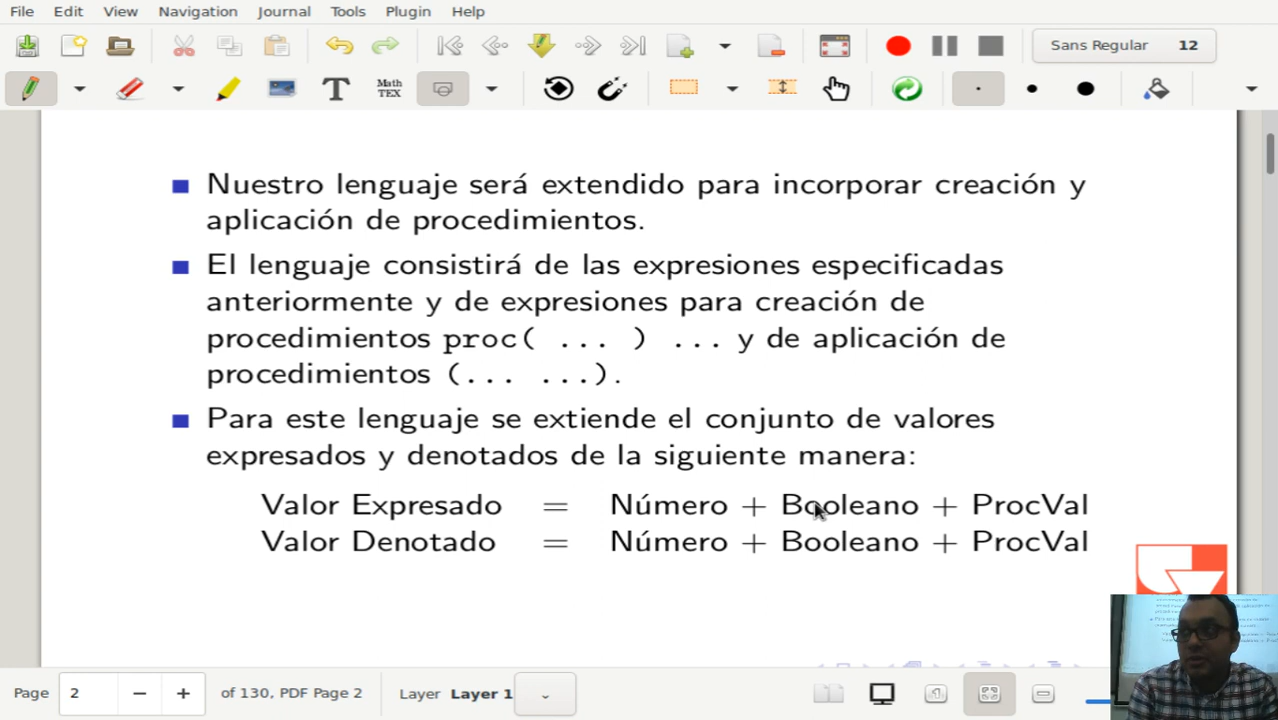 File Edit View Navigation Journal Tools Plugin Help
Sans Regular 12
T Math TEX
Nuestro lenguaje será extendido para incorporar creación y
aplicación de procedimientos.
El lenguaje consistirá de las expresiones especificadas
anteriormente y de expresiones para creación de
procedimientos proc( ... ) ... y de aplicación de
procedimientos (... ...).
Para este lenguaje se extiende el conjunto de valores
expresados y denotados de la siguiente manera:
Valor Expresado = Número + Booleano + ProcVal
Valor Denotado = Número + Booleano + ProcVal
Page 2 − + of 130, PDF Page 2 Layer Layer 1